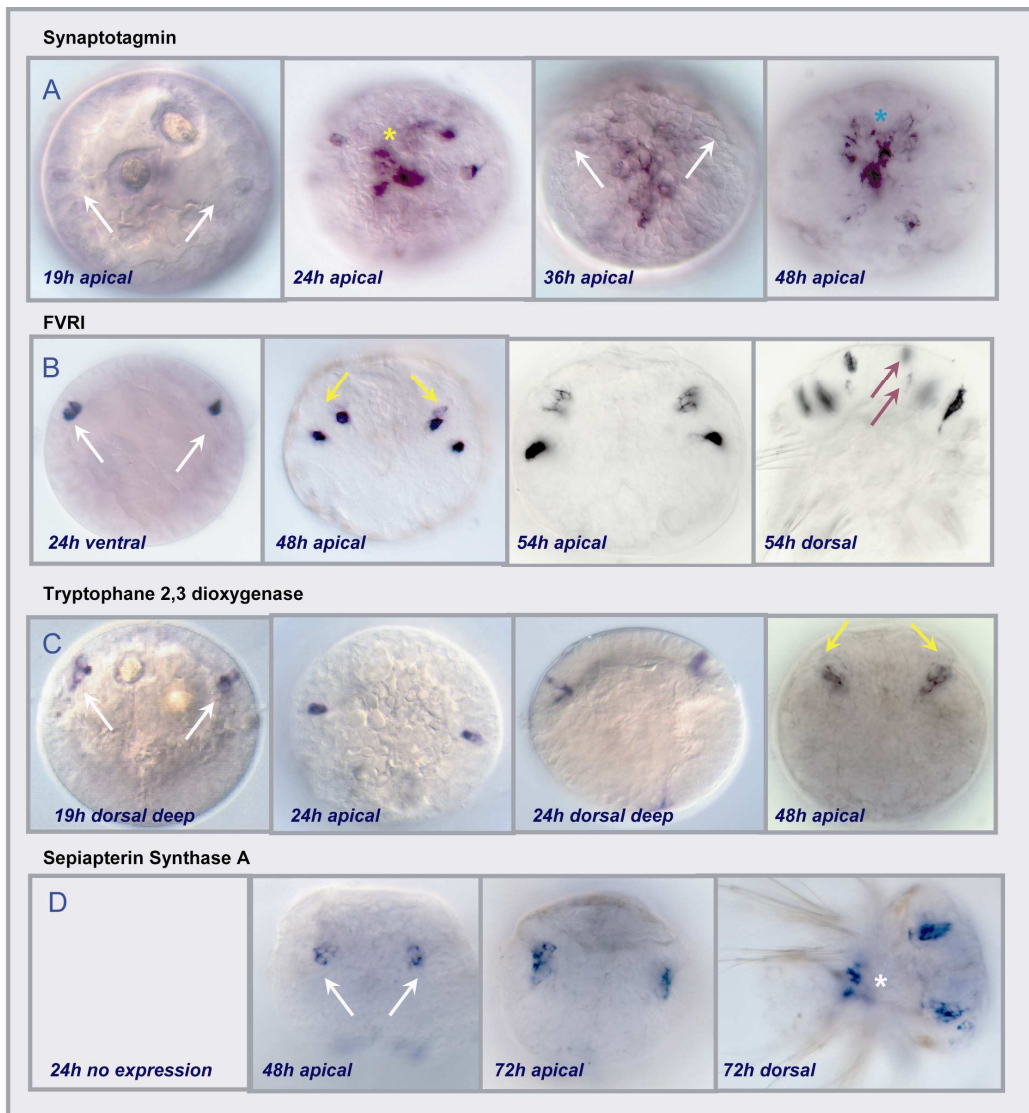 Synaptotagmin
A
19h apical
*
24h apical
36h apical
*
48h apical
FVRI
B
24h ventral
48h apical
54h apical
54h dorsal
Tryptophane 2,3 dioxygenase
C
19h dorsal deep
24h apical
24h dorsal deep
48h apical
Sepiapterin Synthase A
D
24h no expression
48h apical
72h apical
*
72h dorsal